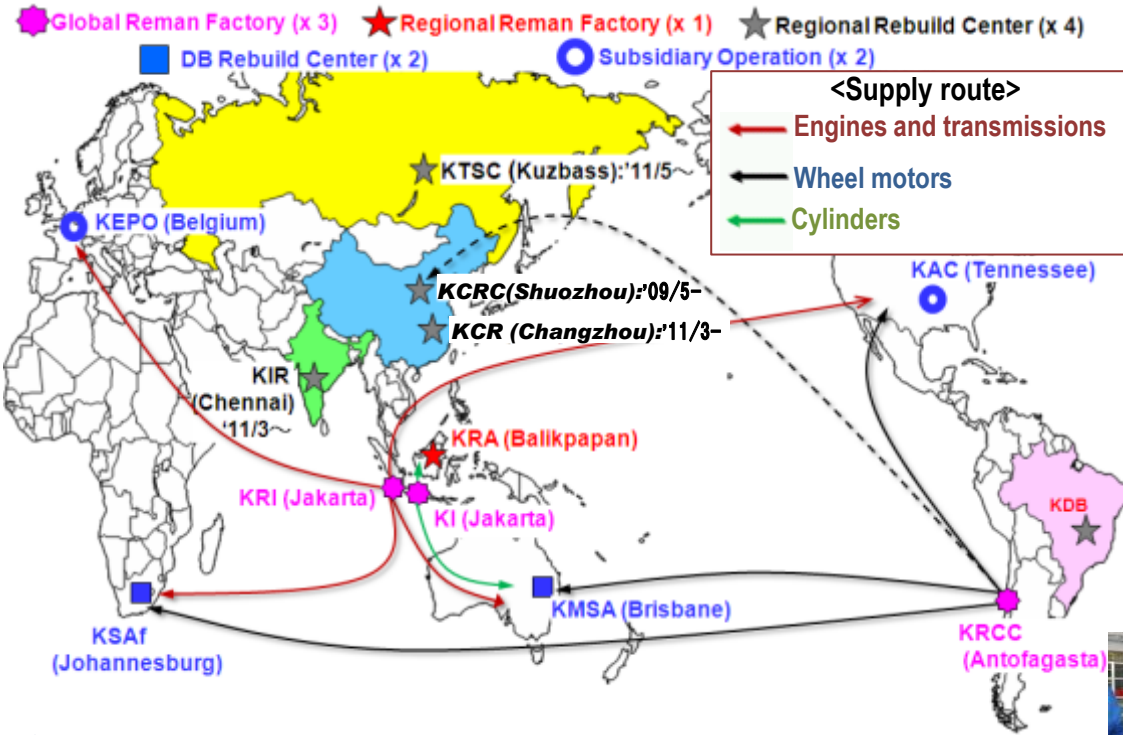 Global Reman Factory (x 3)
Regional Reman Factory (x 1)
Regional Rebuild Center (x 4)
DB Rebuild Center (x 2)
Subsidiary Operation (x 2)
<Supply route>
Engines and transmissions
Wheel motors
Cylinders
KTSC (Kuzbass):'11/5～
KEPO (Belgium)
KAC (Tennessee)
KCRC(Shuozhou):'09/5-
KCR (Changzhou):'11/3-
KIR
(Chennai)
'11/3～
KRA (Balikpapan)
KRI (Jakarta)
KI (Jakarta)
KDB
KMSA (Brisbane)
KSAf
(Johannesburg)
KRCC
(Antofagasta)